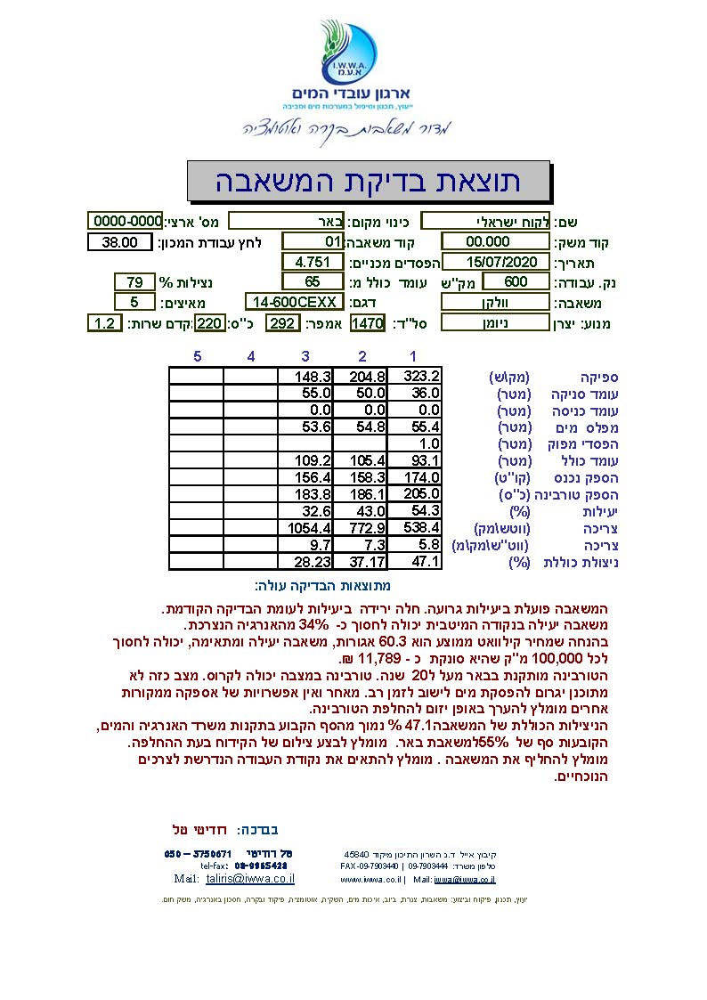 I.W.W.A.
א.ע.מ
ארגון עובדי המים
ייעוץ, תכנון וטיפול במערכות מים וסביבה
מדור משאבות בקרה ואוטומציה
תוצאת בדיקת המשאבה
שם: לקוח ישראלי כינוי מקום: באר מס' ארצי: 0000-0000
קוד משק: 00.000 קוד משאבה: 01 לחץ עבודת המכון: 38.00
תאריך: 15/07/2020 הפסדים מכניים: 4.751
נק. עבודה: 600 מק"ש עומד כולל מ: 65 נצילות % 79
משאבה: וולקן דגם: 14-600CEXX מאיצים: 5
מנוע: יצרן ניומן סל"ד: 1470 אמפר: 292 כ"ס: 220 קדם שרות: 1.2
1 2 3 4 5
ספיקה (מק\ש) 323.2 204.8 148.3
עומד סניקה (מטר) 36.0 50.0 55.0
עומד כניסה (מטר) 0.0 0.0 0.0
מפלס מים (מטר) 55.4 54.8 53.6
הפסדי מפוק (מטר) 1.0
עומד כולל (מטר) 93.1 105.4 109.2
הספק נכנס (קו"ט) 174.0 158.3 156.4
הספק טורבינה (כ"ס) 205.0 186.1 183.8
יעילות (%) 54.3 43.0 32.6
צריכה (ווטש\מק) 538.4 772.9 1054.4
צריכה (ווט"ש\מק\מ) 5.8 7.3 9.7
ניצולת כוללת (%) 47.1 37.17 28.23
מתוצאות הבדיקה עולה:
המשאבה פועלת ביעילות גרועה. חלה ירידה ביעילות לעומת הבדיקה הקודמת.
משאבה יעילה בנקודה המיטבית יכולה לחסוך כ- 34% מהאנרגיה הנצרכת.
בהנחה שמחיר קילוואט ממוצע הוא 60.3 אגורות, משאבה יעילה ומתאימה, יכולה לחסוך
לכל 100,000 מ"ק שהיא סונקת כ - 11,789 ₪.
הטורבינה מותקנת בבאר מעל ל20 שנה. טורבינה במצבה יכולה לקרוס. מצב כזה לא
מתוכנן יגרום להפסקת מים לישוב לזמן רב. מאחר ואין אפשרויות של אספקה ממקורות
אחרים מומלץ להערך באופן יזום להחלפת הטורבינה.
הניצילות הכוללת של המשאבה47.1 % נמוך מהסף הקבוע בתקנות משרד האנרגיה והמים,
הקובעות סף של 55%למשאבת באר. מומלץ לבצע צילום של הקידוח בעת ההחלפה.
מומלץ להחליף את המשאבה . מומלץ להתאים את נקודת העבודה הנדרשת לצרכים
הנוכחיים.
בברכה: רודיטי טל
קיבוץ אייל ד.נ השרון התיכון מיקוד 45840 טל רודיטי 050 – 3750671
טלפון משרד: 09-7903444 | FAX-09-7903440 tel-fax: 08-9965428
www.iwwa.co.il | Mail: iwwa@iwwa.co.il Mail: taliris@iwwa.co.il
יעוץ, תכנון, פיקוח וביצוע: משאבות, צנרת, ביוב, איכות מים, השקיה, אוטומציה, פיקוד ובקרה, חסכון באנרגיה, משק חום.